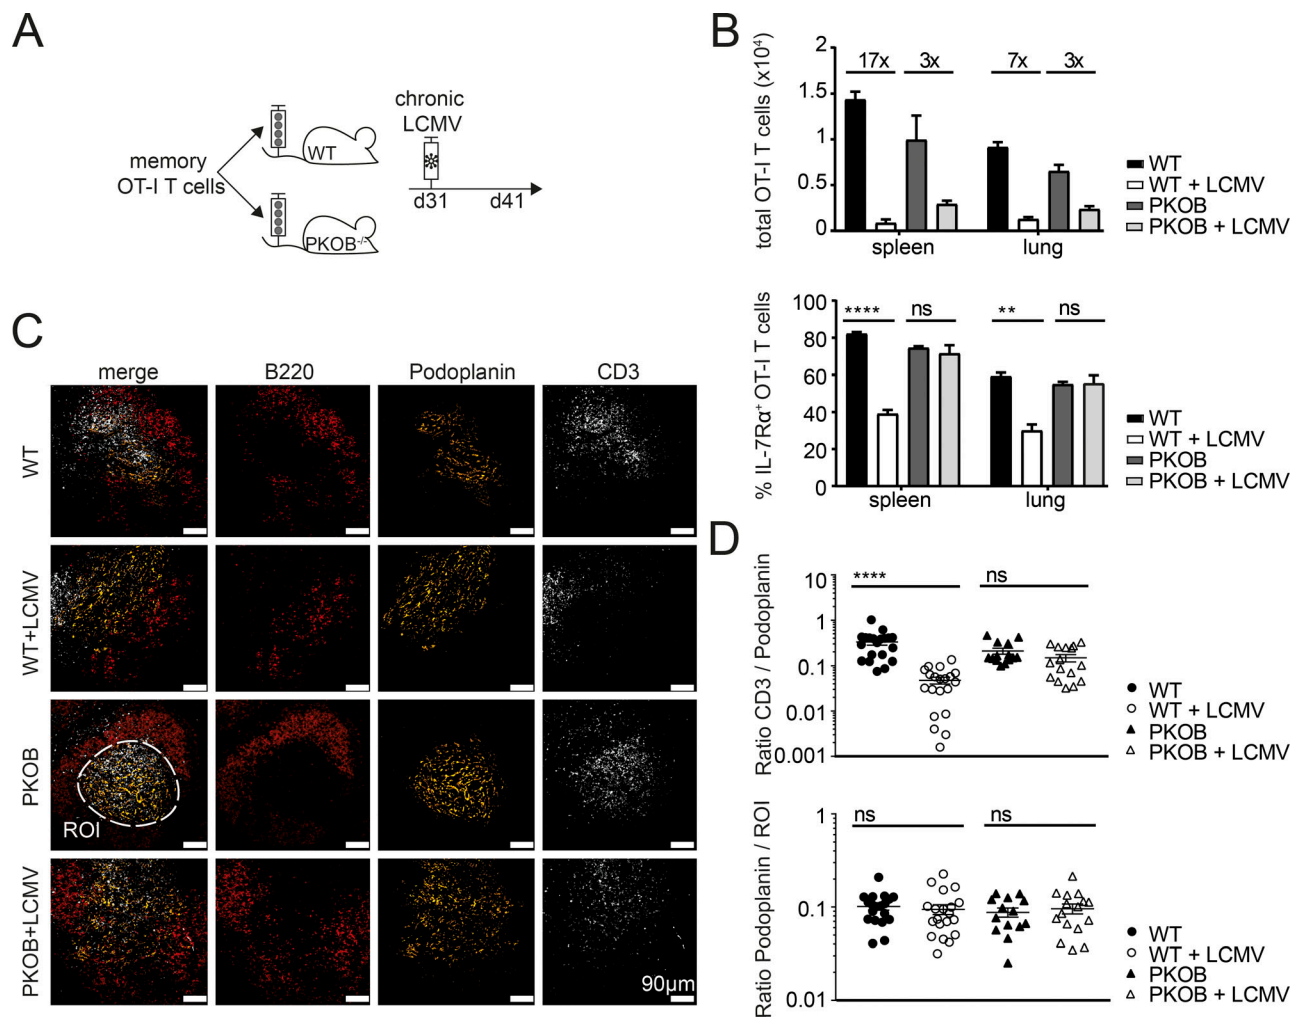 A
memory
OT-I T cells
WT
PKOB-/-
chronic
LCMV
d31
d41
B
total OT-I T cells (x10⁴)
2
1.5
1
0.5
0
17x
3x
7x
3x
spleen
lung
WT
WT + LCMV
PKOB
PKOB + LCMV
% IL-7Rα⁺ OT-I T cells
100
80
60
40
20
0
****
ns
**
ns
spleen
lung
WT
WT + LCMV
PKOB
PKOB + LCMV
C
merge
B220
Podoplanin
CD3
WT
WT+LCMV
PKOB
ROI
PKOB+LCMV
90µm
D
Ratio CD3 / Podoplanin
10
1
0.1
0.01
0.001
****
ns
WT
WT + LCMV
PKOB
PKOB + LCMV
Ratio Podoplanin / ROI
1
0.1
0.01
ns
ns
WT
WT + LCMV
PKOB
PKOB + LCMV